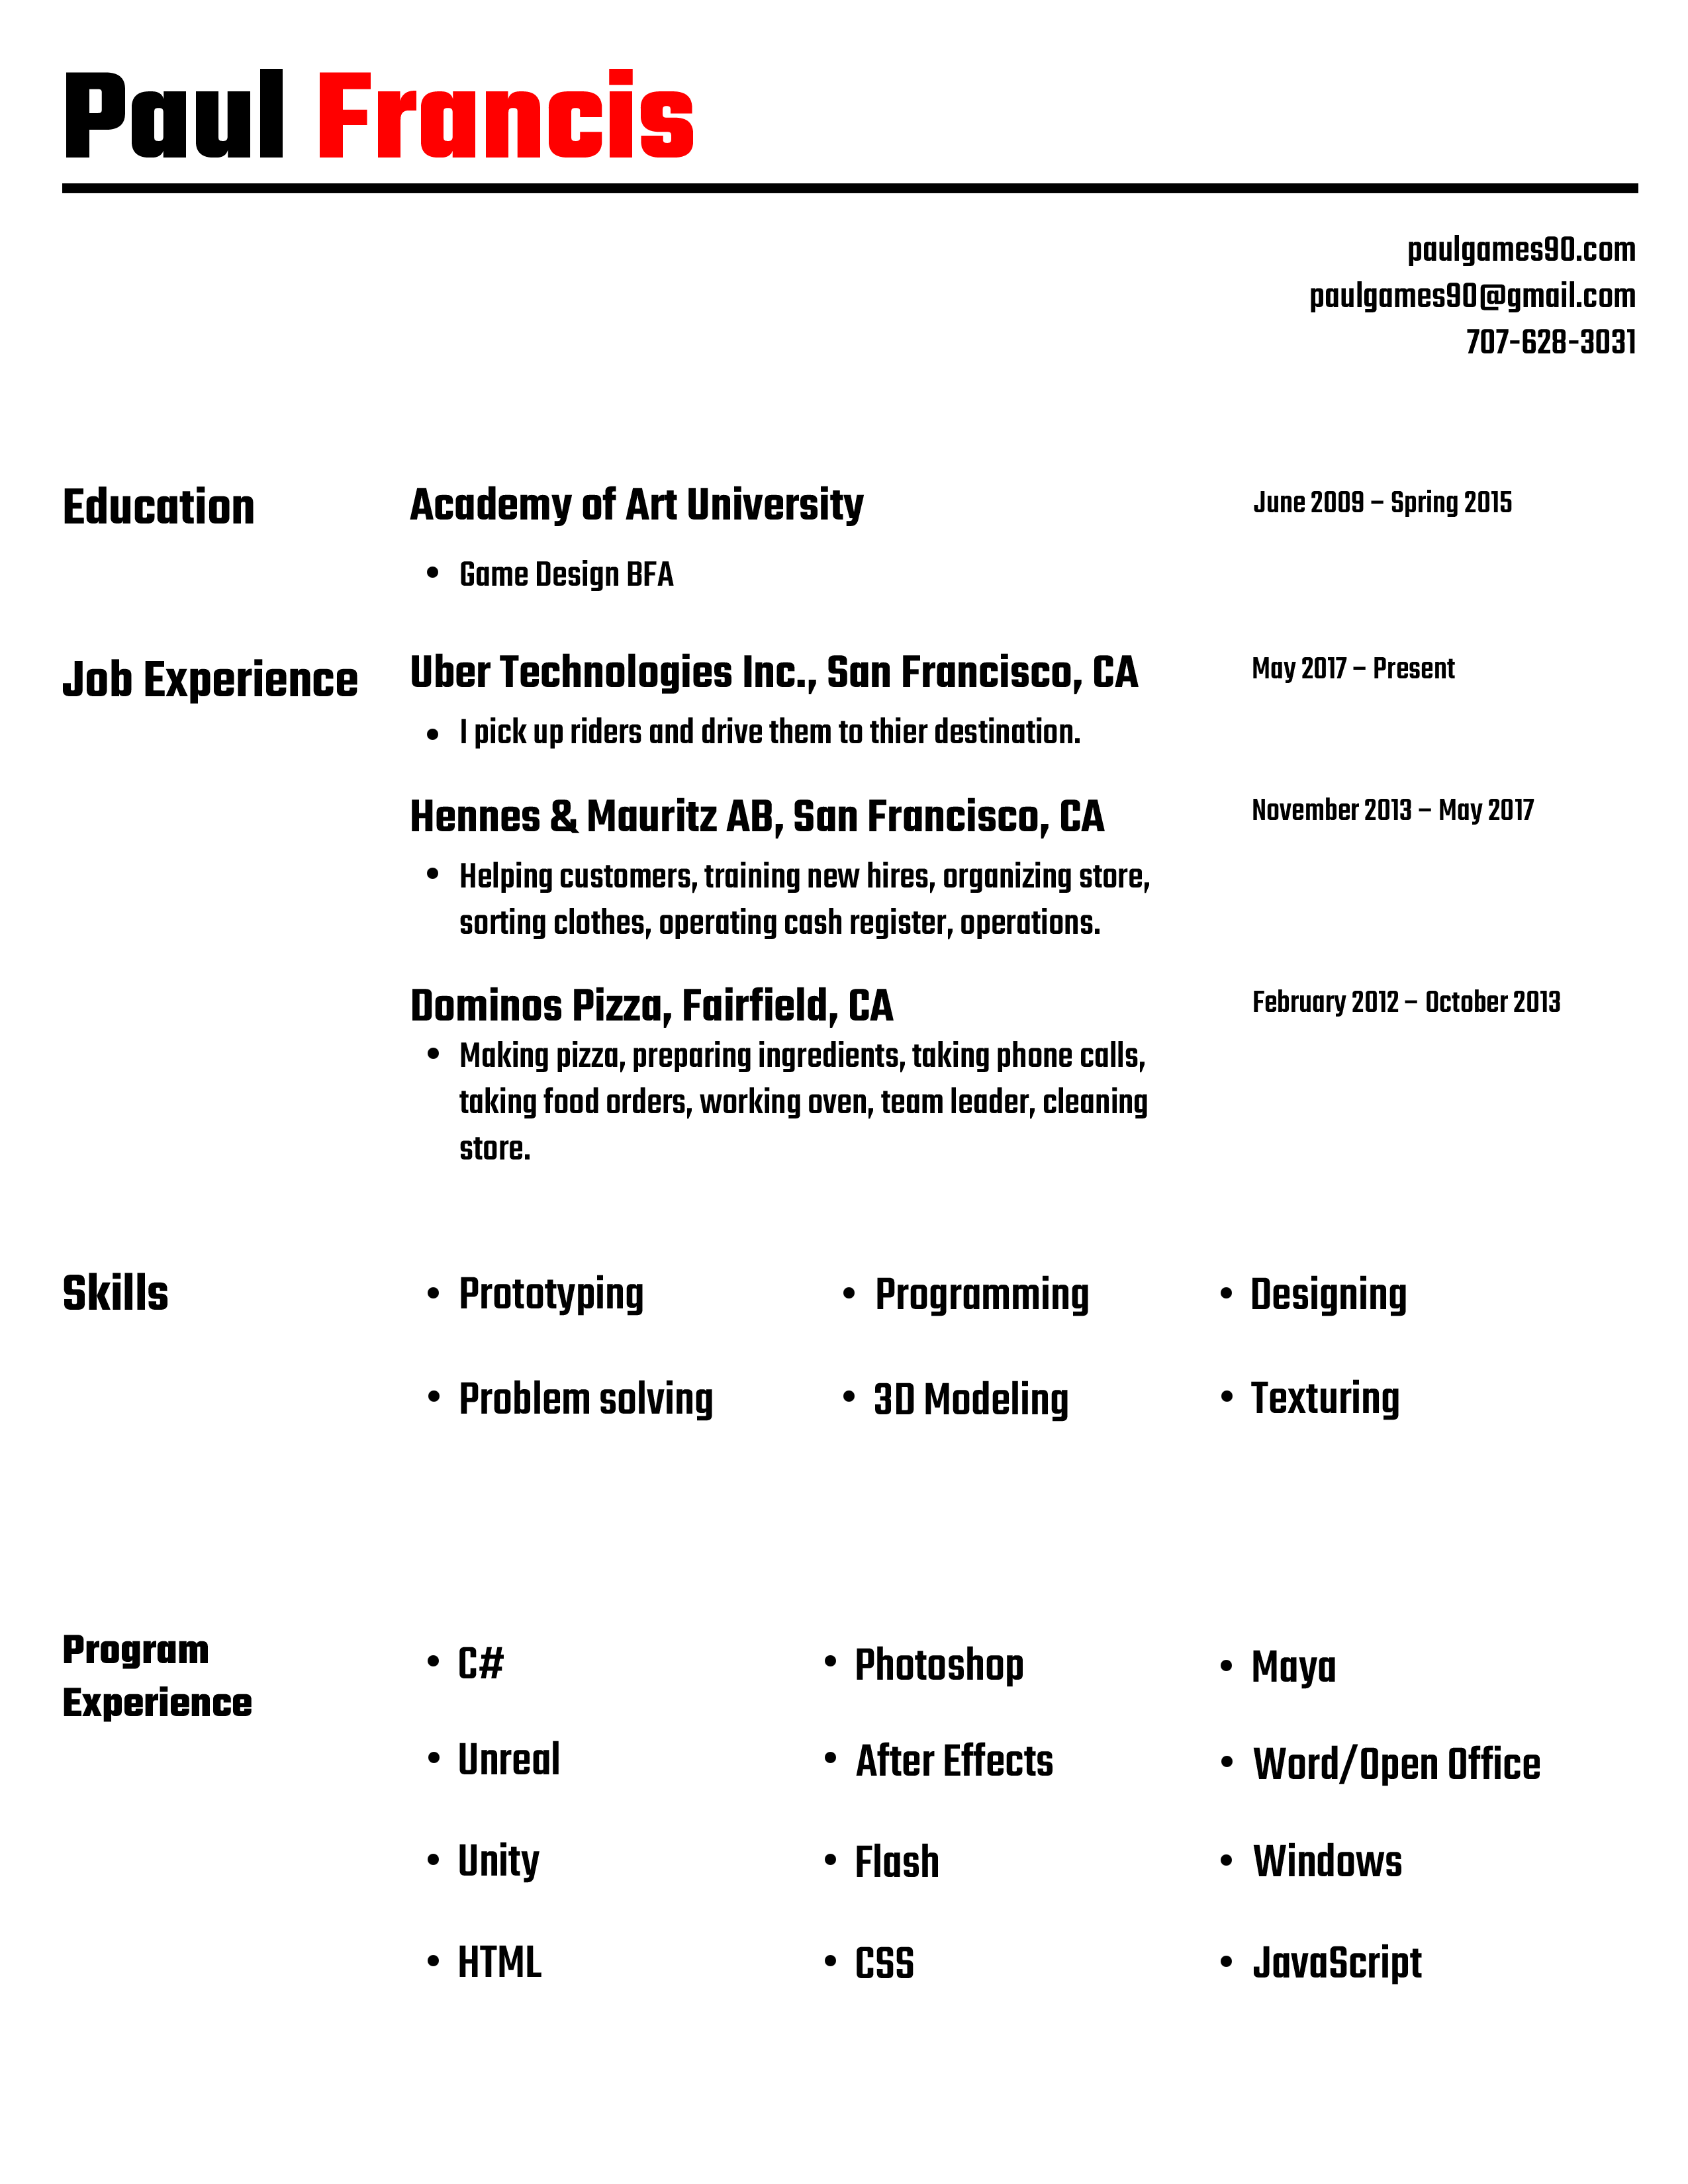 Paul Francis
paulgames90.com
paulgames90@gmail.com
707-628-3031
Education
Academy of Art University
June 2009 – Spring 2015
• Game Design BFA
Job Experience
Uber Technologies Inc., San Francisco, CA
May 2017 – Present
• I pick up riders and drive them to thier destination.
Hennes & Mauritz AB, San Francisco, CA
November 2013 – May 2017
• Helping customers, training new hires, organizing store,
sorting clothes, operating cash register, operations.
Dominos Pizza, Fairfield, CA
February 2012 – October 2013
• Making pizza, preparing ingredients, taking phone calls,
taking food orders, working oven, team leader, cleaning
store.
Skills
• Prototyping
• Programming
• Designing
• Problem solving
• 3D Modeling
• Texturing
Program
Experience
• C#
• Photoshop
• Maya
• Unreal
• After Effects
• Word/Open Office
• Unity
• Flash
• Windows
• HTML
• CSS
• JavaScript